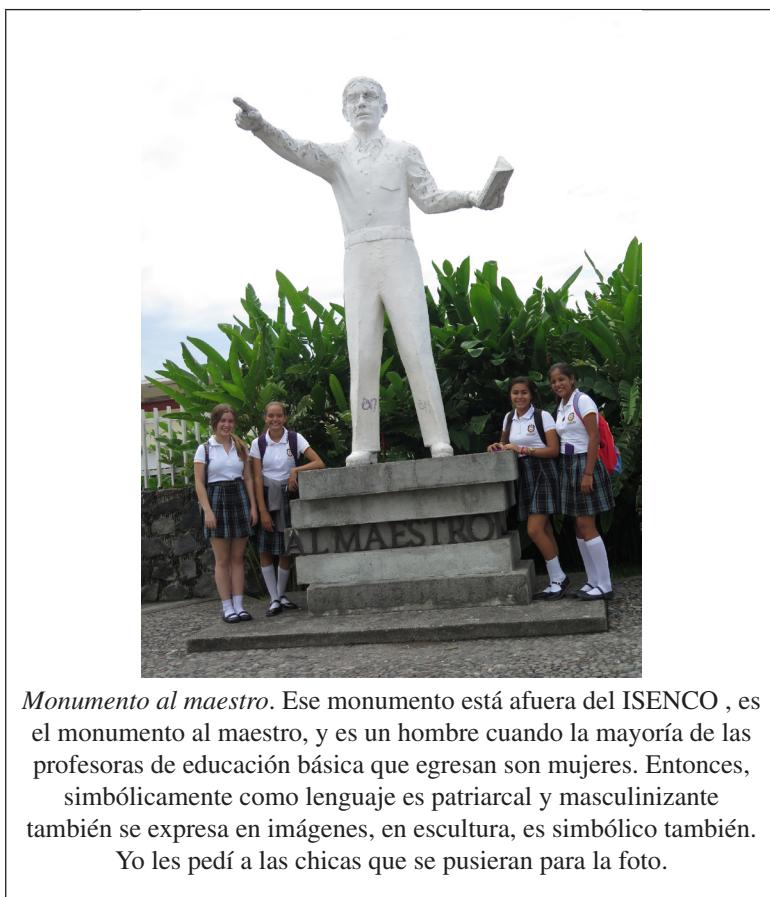 AL MAESTRO
Monumento al maestro. Ese monumento está afuera del ISENCO , es
el monumento al maestro, y es un hombre cuando la mayoría de las
profesoras de educación básica que egresan son mujeres. Entonces,
simbólicamente como lenguaje es patriarcal y masculinizante
también se expresa en imágenes, en escultura, es simbólico también.
Yo les pedí a las chicas que se pusieran para la foto.